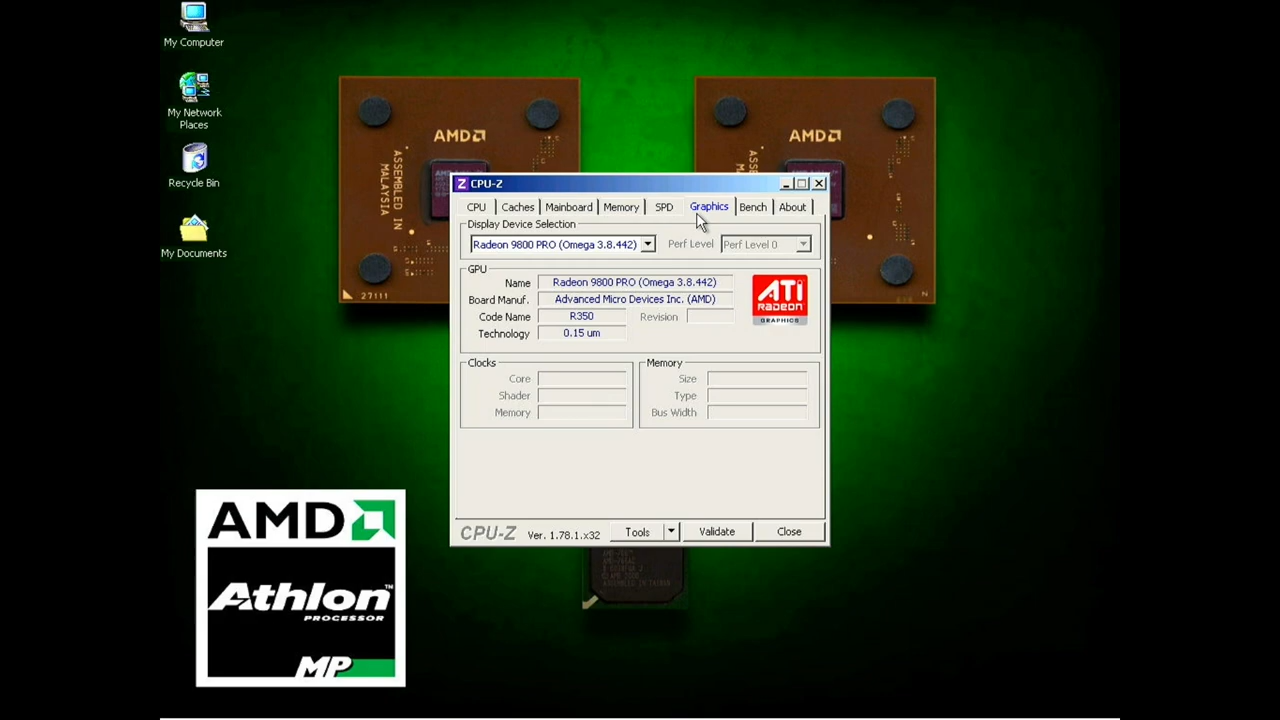 My Computer
My Network
Places
Recycle Bin
My Documents
AMD
ASSEMBLED IN
MALAYSIA
27111
AMD
CPU-Z
CPU
Caches
Mainboard
Memory
SPD
Graphics
Bench
About
Display Device Selection
Radeon 9800 PRO (Omega 3.8.442)
Perf Level
Perf Level 0
GPU
Name
Radeon 9800 PRO (Omega 3.8.442)
Board Manuf.
Advanced Micro Devices Inc. (AMD)
Code Name
R350
Revision
Technology
0.15 um
ATI
RADEON
GRAPHICS
Clocks
Core
Shader
Memory
Memory
Size
Type
Bus Width
CPU-Z
Ver. 1.78.1.x32
Tools
Validate
Close
AMD
Athlon™
PROCESSOR
MP